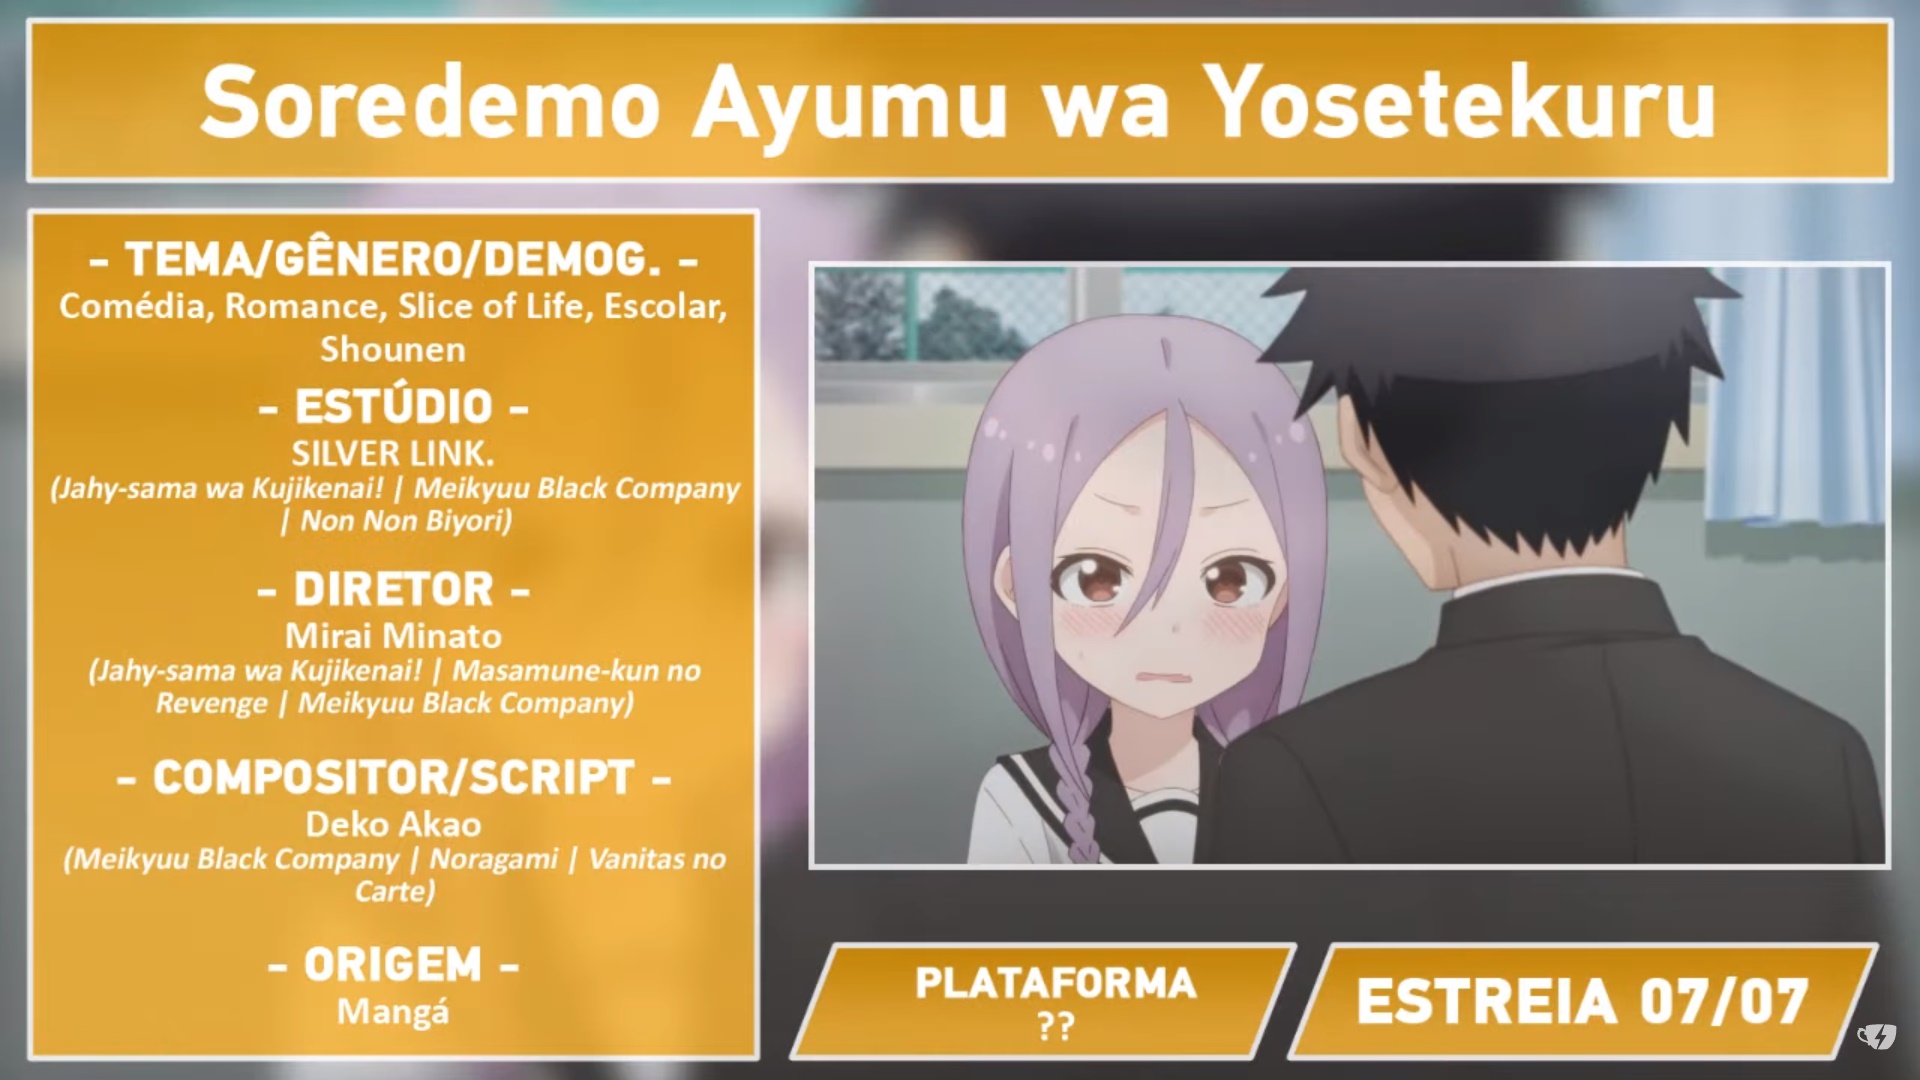 Soredemo Ayumu wa Yosetekuru
- TEMA/GÊNERO/DEMOG. -
Comédia, Romance, Slice of Life, Escolar,
Shounen
- ESTÚDIO -
SILVER LINK.
(Jahy-sama wa Kujikenai! | Meikyuu Black Company
| Non Non Biyori)
- DIRETOR -
Mirai Minato
(Jahy-sama wa Kujikenai! | Masamune-kun no
Revenge | Meikyuu Black Company)
- COMPOSITOR/SCRIPT -
Deko Akao
(Meikyuu Black Company | Noragami | Vanitas no
Carte)
- ORIGEM -
Mangá
PLATAFORMA
??
ESTREIA 07/07